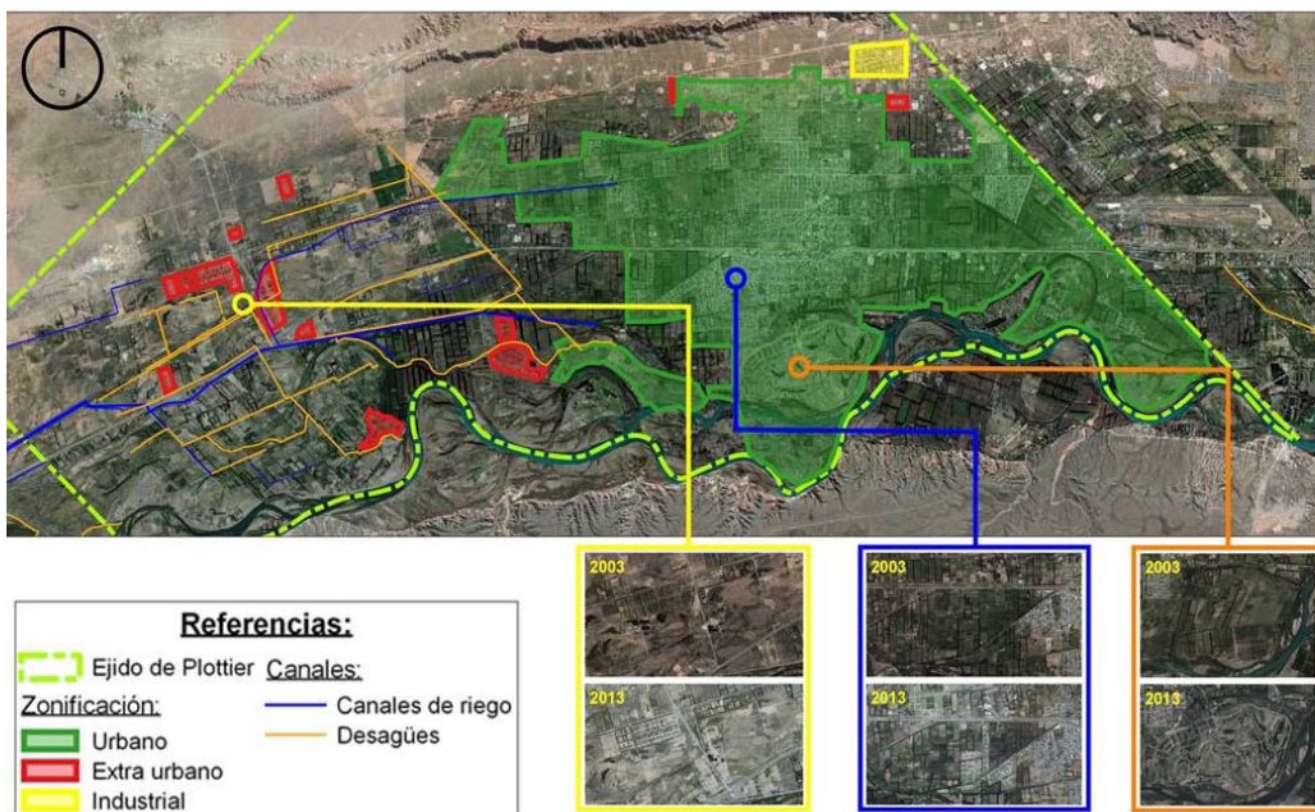 2003
2003
2003
2013
2013
2013
Referencias:
Ejido de Plottier
Canales:
Zonificación:
Canales de riego
Urbano
Desagües
Extra urbano
Industrial